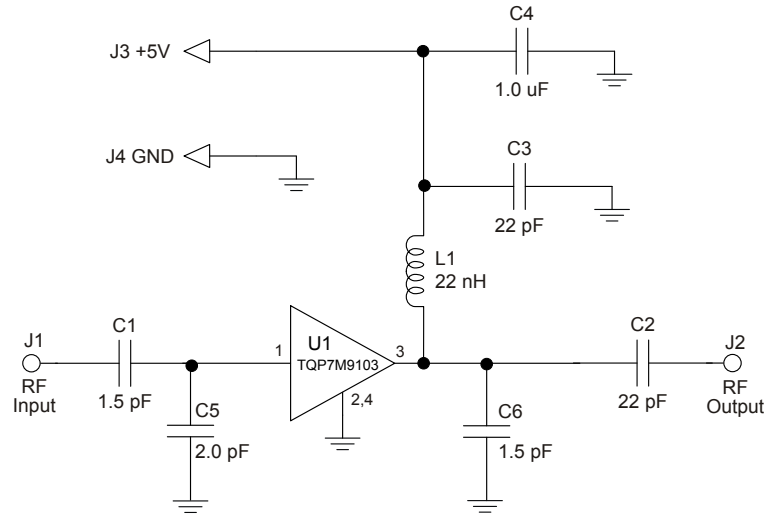 C4
J3 +5V
1.0 uF
J4 GND
C3
22 pF
L1
22 nH
J1
C1
U1
C2
J2
1
TQP7M9103
3
RF
Input
1.5 pF
C5
2,4
C6
22 pF
RF
Output
2.0 pF
1.5 pF